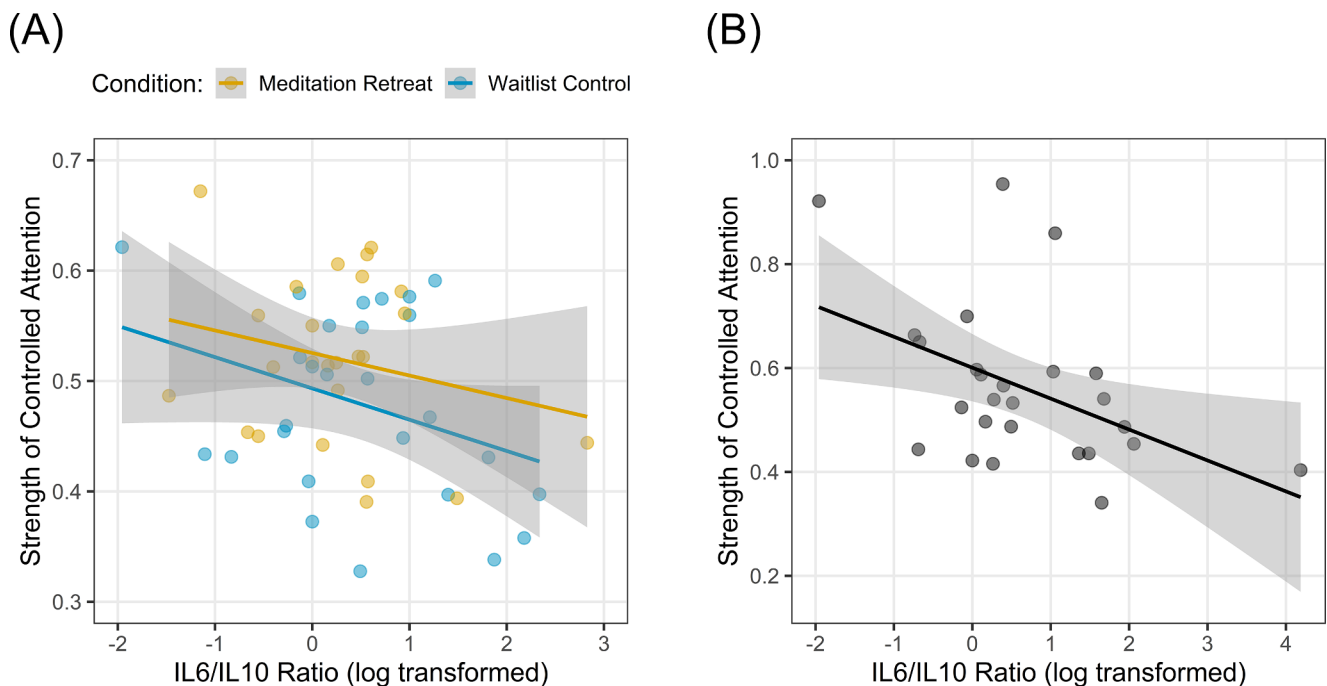 (A)
Condition: Meditation Retreat Waitlist Control
Strength of Controlled Attention
0.7
0.6
0.5
0.4
0.3
-2 -1 0 1 2 3
IL6/IL10 Ratio (log transformed)
(B)
Strength of Controlled Attention
1.0
0.8
0.6
0.4
0.2
-2 -1 0 1 2 3 4
IL6/IL10 Ratio (log transformed)